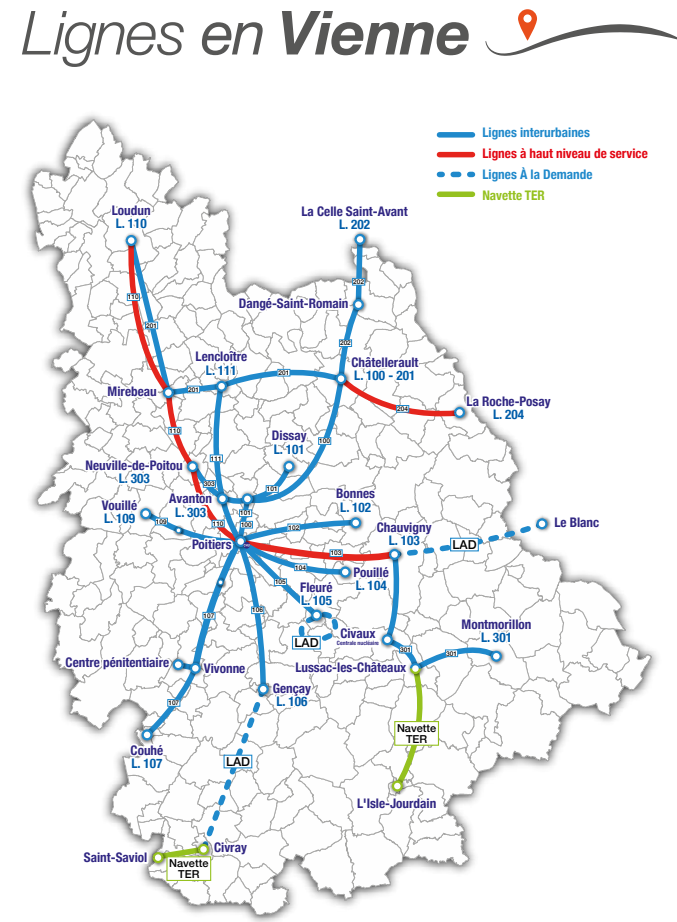 Lignes en Vienne
Lignes interurbaines
Lignes à haut niveau de service
Lignes À la Demande
Navette TER
Loudun
L. 110
La Celle Saint-Avant
L. 202
202
Dangé-Saint-Romain
110
201
202
Lencloître
L. 111
Châtellerault
L. 100 - 201
201
Mirebeau
201
La Roche-Posay
L. 204
204
110
Dissay
L. 101
100
111
Neuville-de-Poitou
L. 303
303
101
Bonnes
L. 102
Avanton
L. 303
Vouillé
L. 109
101
109
110
100
102
Chauvigny
L. 103
Le Blanc
Poitiers
LAD
103
104
Pouillé
L. 104
105
Fleuré
L. 105
106
107
LAD
Civaux
Centrale nucléaire
Montmorillon
L. 301
301
301
Centre pénitentiaire
Vivonne
Lussac-les-Châteaux
Gençay
L. 106
107
Navette
TER
Couhé
L. 107
LAD
L'Isle-Jourdain
Civray
Saint-Saviol
Navette
TER